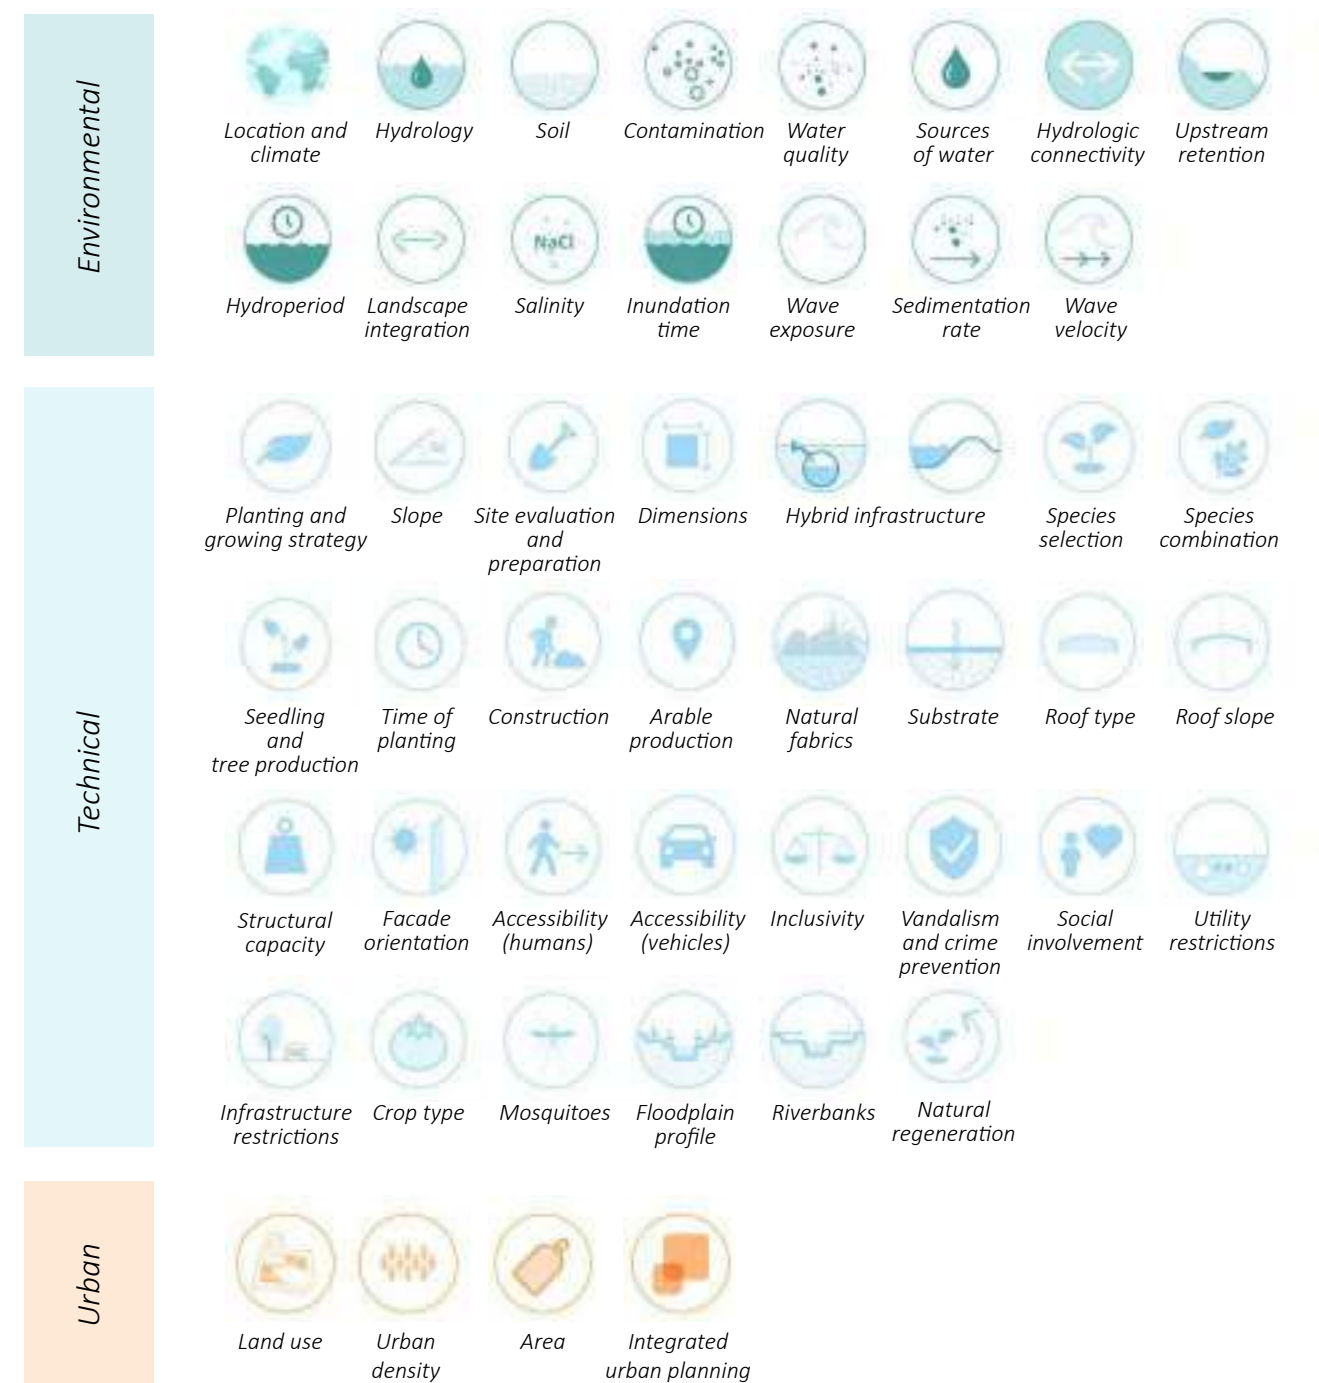 Environmental
Location and
climate
Hydrology
Soil
Contamination
Water
quality
Sources
of water
Hydrologic
connectivity
Upstream
retention
Hydroperiod
Landscape
integration
NaCl
Salinity
Inundation
time
Wave
exposure
Sedimentation
rate
Wave
velocity
Technical
Planting and
growing strategy
Slope
Site evaluation
and
preparation
Dimensions
Hybrid infrastructure
Species
selection
Species
combination
Seedling
and
tree production
Time of
planting
Construction
Arable
production
Natural
fabrics
Substrate
Roof type
Roof slope
Structural
capacity
Facade
orientation
Accessibility
(humans)
Accessibility
(vehicles)
Inclusivity
Vandalism
and crime
prevention
Social
involvement
Utility
restrictions
Infrastructure
restrictions
Crop type
Mosquitoes
Floodplain
profile
Riverbanks
Natural
regeneration
Urban
Land use
Urban
density
Area
Integrated
urban planning